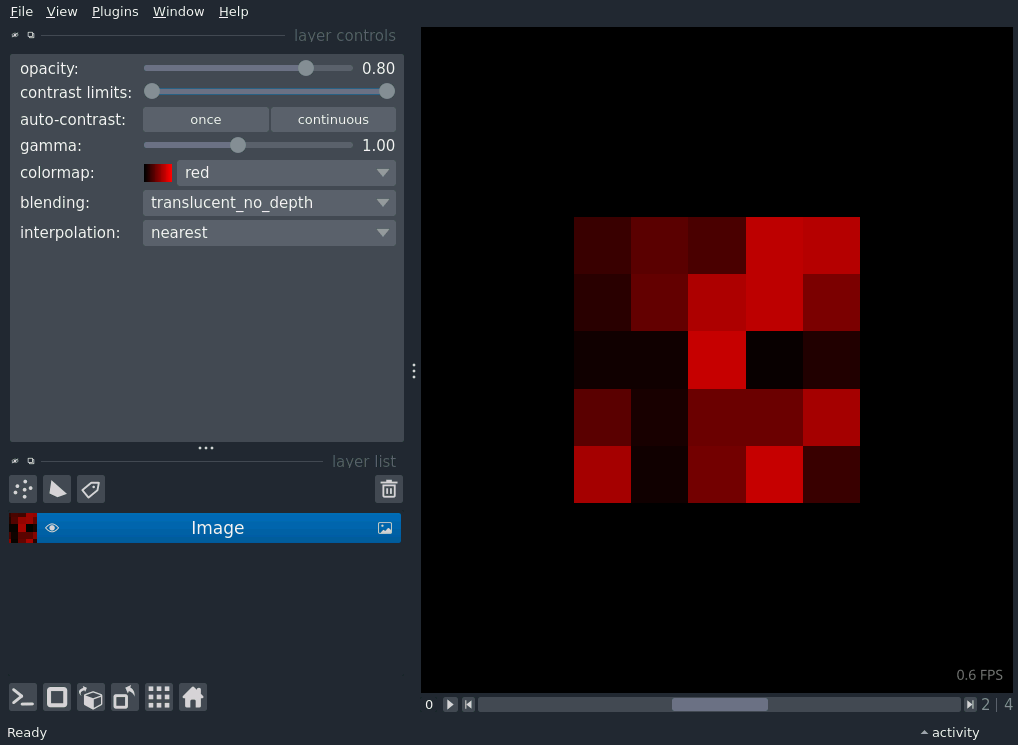 File View Plugins Window Help
layer controls
opacity: 0.80
contrast limits:
auto-contrast: once continuous
gamma: 1.00
colormap: red
blending: translucent_no_depth
interpolation: nearest
layer list
Image
0.6 FPS
0 2 | 4
Ready activity